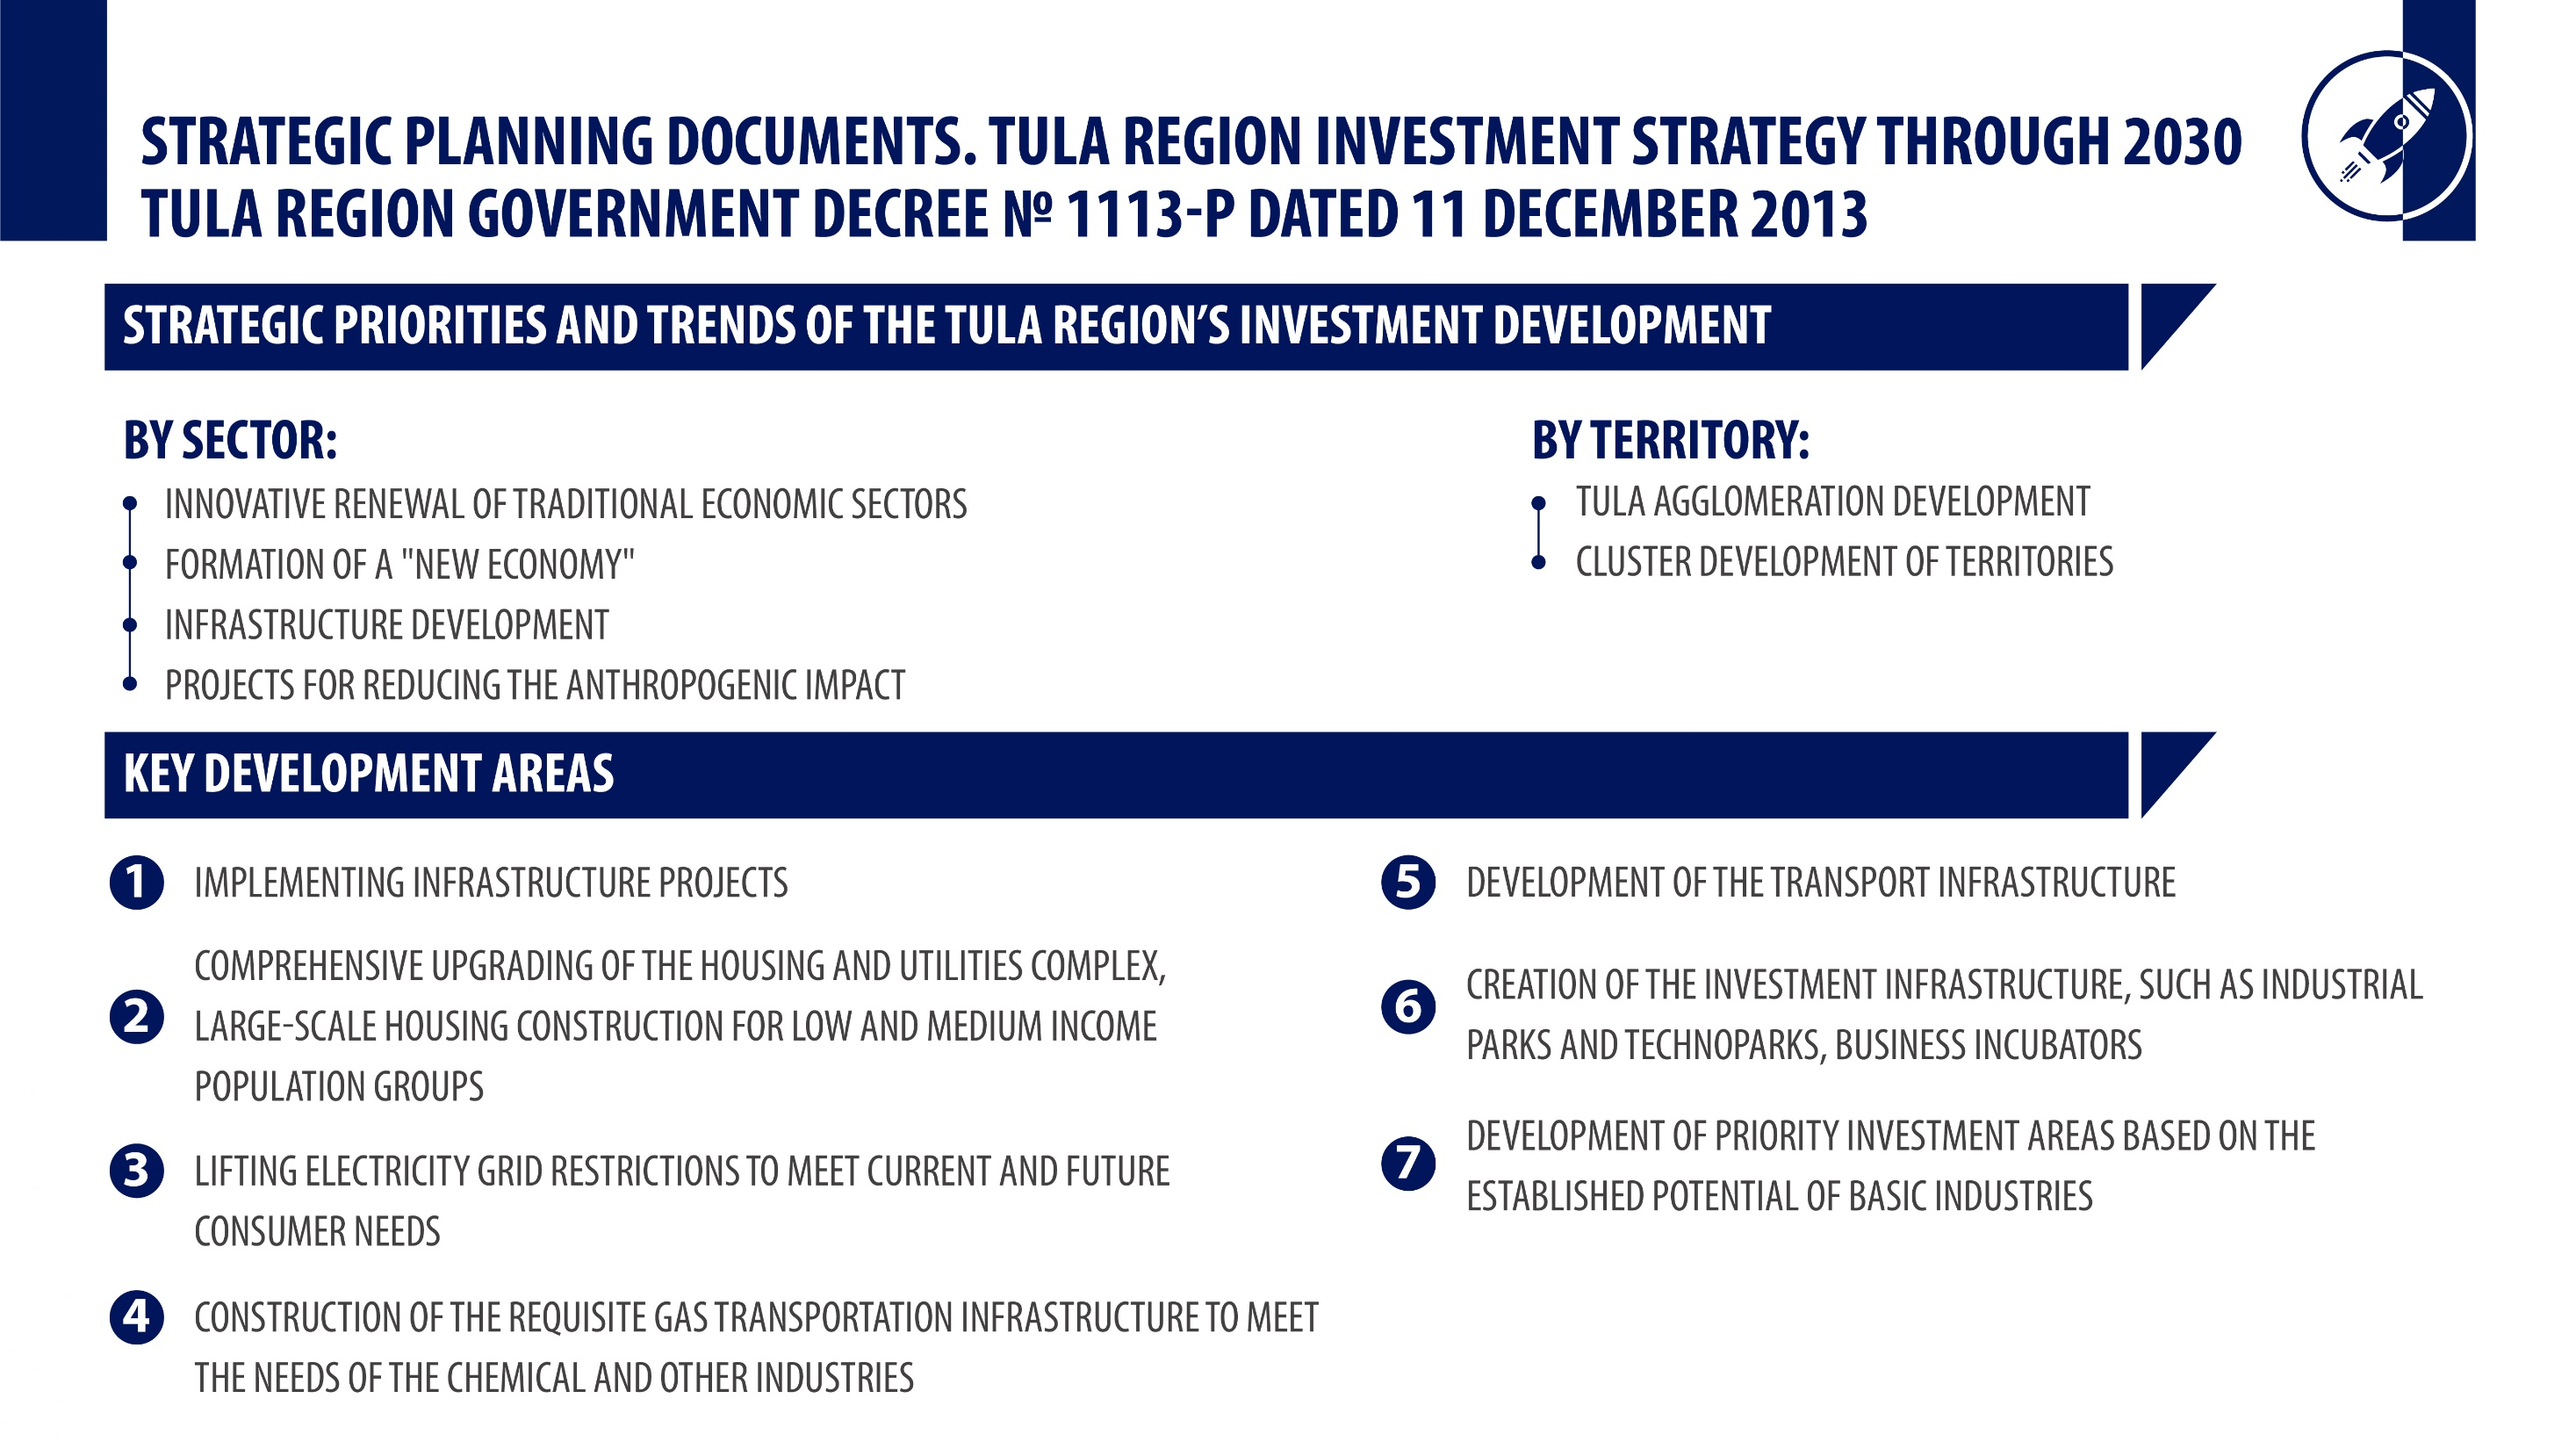 STRATEGIC PLANNING DOCUMENTS. TULA REGION INVESTMENT STRATEGY THROUGH 2030
TULA REGION GOVERNMENT DECREE № 1113-P DATED 11 DECEMBER 2013
STRATEGIC PRIORITIES AND TRENDS OF THE TULA REGION’S INVESTMENT DEVELOPMENT
BY SECTOR:
INNOVATIVE RENEWAL OF TRADITIONAL ECONOMIC SECTORS
FORMATION OF A "NEW ECONOMY"
INFRASTRUCTURE DEVELOPMENT
PROJECTS FOR REDUCING THE ANTHROPOGENIC IMPACT
BY TERRITORY:
TULA AGGLOMERATION DEVELOPMENT
CLUSTER DEVELOPMENT OF TERRITORIES
KEY DEVELOPMENT AREAS
1 IMPLEMENTING INFRASTRUCTURE PROJECTS
2 COMPREHENSIVE UPGRADING OF THE HOUSING AND UTILITIES COMPLEX,
LARGE-SCALE HOUSING CONSTRUCTION FOR LOW AND MEDIUM INCOME
POPULATION GROUPS
3 LIFTING ELECTRICITY GRID RESTRICTIONS TO MEET CURRENT AND FUTURE
CONSUMER NEEDS
4 CONSTRUCTION OF THE REQUISITE GAS TRANSPORTATION INFRASTRUCTURE TO MEET
THE NEEDS OF THE CHEMICAL AND OTHER INDUSTRIES
5 DEVELOPMENT OF THE TRANSPORT INFRASTRUCTURE
6 CREATION OF THE INVESTMENT INFRASTRUCTURE, SUCH AS INDUSTRIAL
PARKS AND TECHNOPARKS, BUSINESS INCUBATORS
7 DEVELOPMENT OF PRIORITY INVESTMENT AREAS BASED ON THE
ESTABLISHED POTENTIAL OF BASIC INDUSTRIES